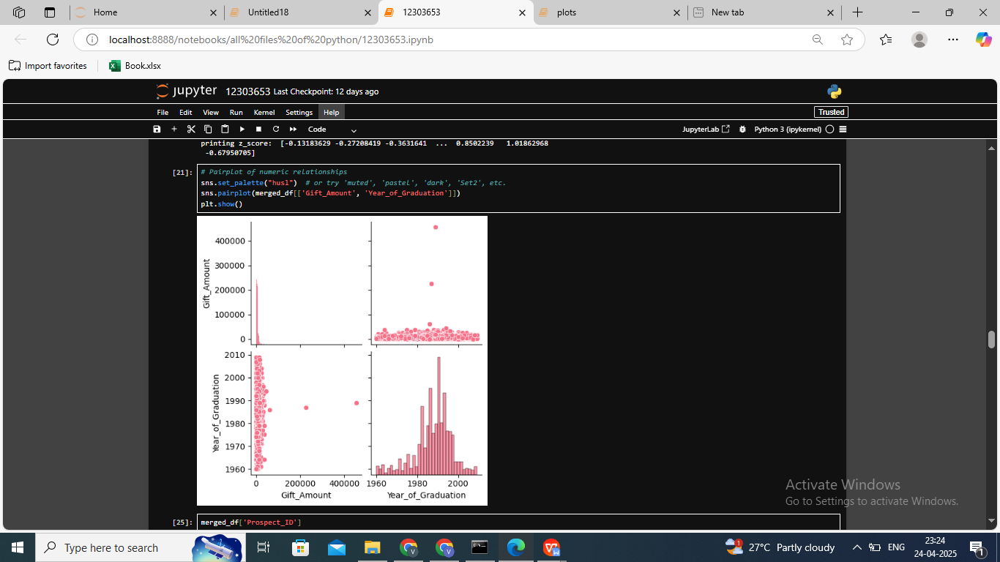 Home
Untitled18
12303653
plots
New tab
localhost:8888/notebooks/all%20files%20of%20python/12303653.ipynb
Import favorites
Book.xlsx
jupyter 12303653 Last Checkpoint: 12 days ago
File Edit View Run Kernel Settings Help
Trusted
Code
JupyterLab
Python 3 (ipykernel)
printing z_score: [-0.13183629 -0.27208419 -0.3631641 ... 0.8502239 1.01862968
-0.67950705]
[21]:
# Pairplot of numeric relationships
sns.set_palette("husl") # or try 'muted', 'pastel', 'dark', 'Set2', etc.
sns.pairplot(merged_df[['Gift_Amount', 'Year_of_Graduation']])
plt.show()
400000
300000
200000
100000
0
Gift_Amount
2010
2000
1990
1980
1970
1960
Year_of_Graduation
0 200000 400000
Gift_Amount
1960 1980 2000
Year_of_Graduation
Activate Windows
Go to Settings to activate Windows.
[25]:
merged_df['Prospect_ID']
Type here to search
V
V
1
27°C Partly cloudy
ENG
23:24
24-04-2025
1